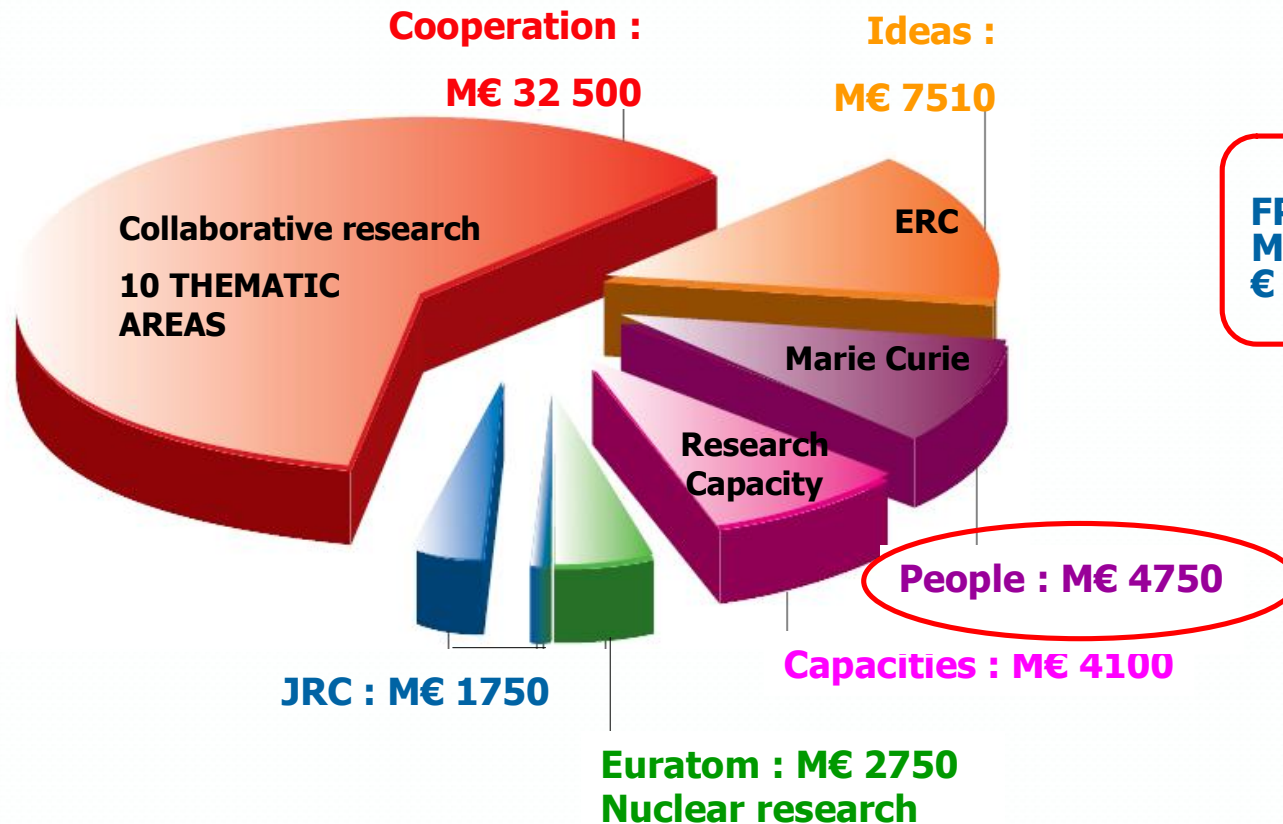 Cooperation :
M€ 32 500
Ideas :
M€ 7510
Collaborative research
10 THEMATIC
AREAS
ERC
Marie Curie
Research
Capacity
People : M€ 4750
Capacities : M€ 4100
JRC : M€ 1750
Euratom : M€ 2750
Nuclear research
€